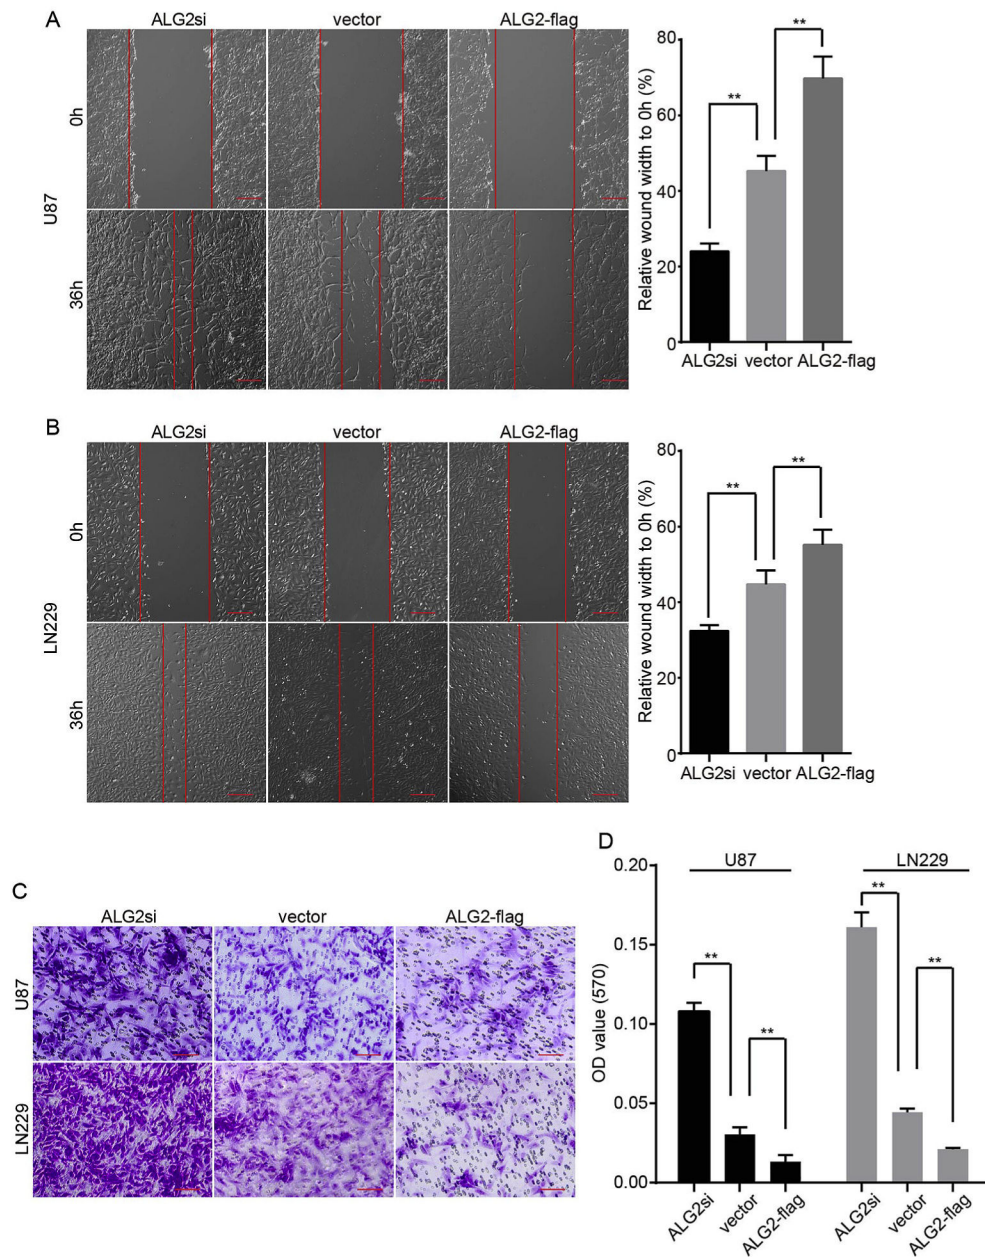 A
ALG2si
vector
ALG2-flag
0h
U87
36h
Relative wound width to 0h (%)
80
60
40
20
0
**
**
ALG2si
vector
ALG2-flag
B
ALG2si
vector
ALG2-flag
0h
LN229
36h
Relative wound width to 0h (%)
80
60
40
20
0
**
**
ALG2si
vector
ALG2-flag
C
ALG2si
vector
ALG2-flag
U87
LN229
D
U87
LN229
OD value (570)
0.20
0.15
0.10
0.05
0.00
**
**
**
**
ALG2si
vector
ALG2-flag
ALG2si
vector
ALG2-flag